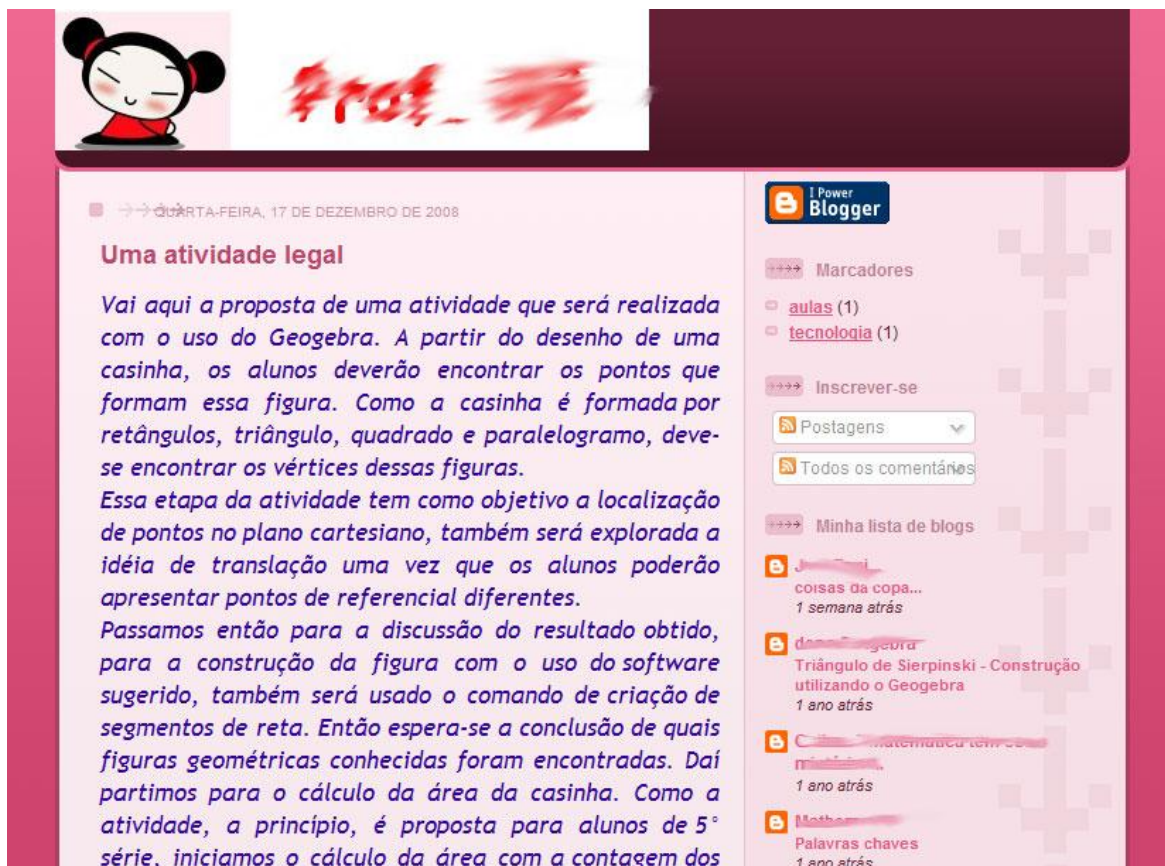 QUARTA-FEIRA, 17 DE DEZEMBRO DE 2008
Uma atividade legal
Vai aqui a proposta de uma atividade que será realizada
com o uso do Geogebra. A partir do desenho de uma
casinha, os alunos deverão encontrar os pontos que
formam essa figura. Como a casinha é formada por
retângulos, triângulo, quadrado e paralelogramo, deve-
se encontrar os vértices dessas figuras.
Essa etapa da atividade tem como objetivo a localização
de pontos no plano cartesiano, também será explorada a
idéia de translação uma vez que os alunos poderão
apresentar pontos de referencial diferentes.
Passamos então para a discussão do resultado obtido,
para a construção da figura com o uso do software
sugerido, também será usado o comando de criação de
segmentos de reta. Então espera-se a conclusão de quais
figuras geométricas conhecidas foram encontradas. Daí
partimos para o cálculo da área da casinha. Como a
atividade, a princípio, é proposta para alunos de 5°
série, iniciamos o cálculo da área com a contagem dos
I Power
Blogger
Marcadores
aulas (1)
tecnologia (1)
Inscrever-se
Postagens
Todos os comentários
Minha lista de blogs
coisas da copa...
1 semana atrás
Triângulo de Sierpinski - Construção
utilizando o Geogebra
1 ano atrás
1 ano atrás
Palavras chaves
1 ano atrás